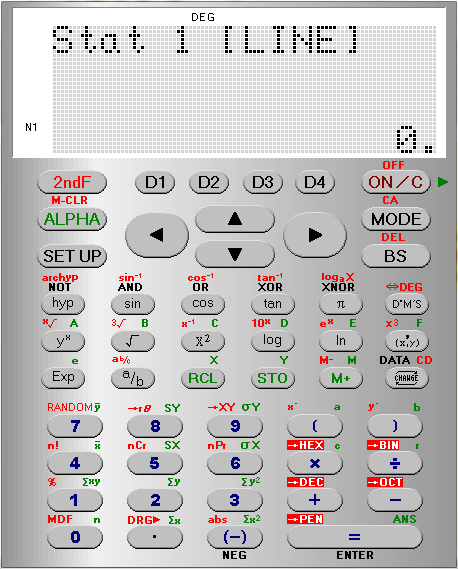 DEG
Stat 1 [LINE]
N1
0.
OFF
2ndF D1 D2 D3 D4 ON/C
M-CLR CA
ALPHA MODE
DEL
SET UP BS
archyp sin⁻¹ cos⁻¹ tan⁻¹ logₐX ⇔DEG
NOT AND OR XOR XNOR
hyp sin cos tan π D°M'S
ˣ√ A ³√ B x⁻¹ C 10ˣ D eˣ E x³ F
yˣ √ X² log ln (x,y)
e ab/c X Y M- M DATA CD
Exp a/b RCL STO M+ CHANGE
RANDOM ȳ →rθ SY →XY σY x' a y' b
7 8 9 ( )
n! x̄ nCr SX nPr σX →HEX c →BIN r
4 5 6 × ÷
% Σxy Σy Σy² →DEC →OCT
1 2 3 + −
MDF n DRG▶ Σx abs Σx² →PEN ANS
0 · (−) =
NEG ENTER